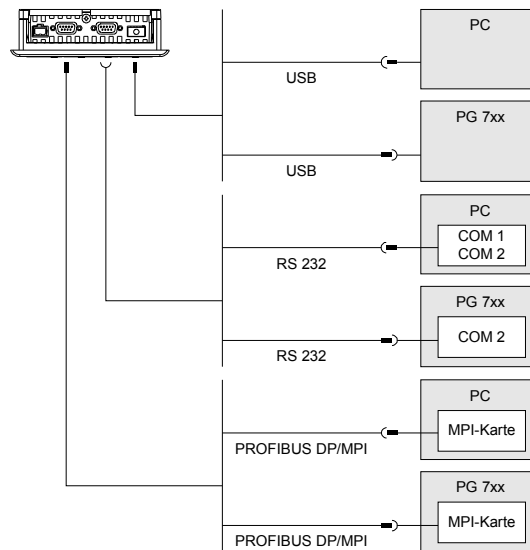 PC
USB
PG 7xx
USB
PC
COM 1
COM 2
RS 232
PG 7xx
COM 2
RS 232
PC
MPI-Karte
PROFIBUS DP/MPI
PG 7xx
MPI-Karte
PROFIBUS DP/MPI